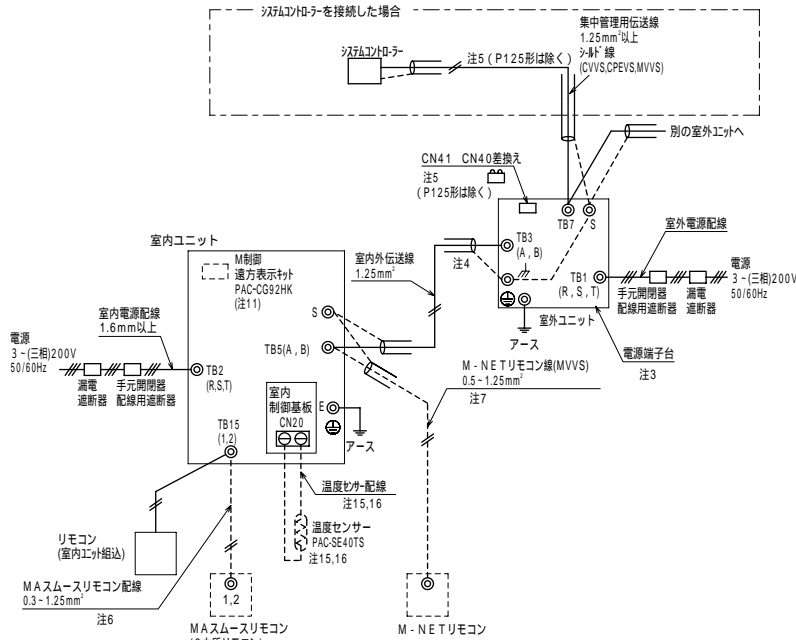 システムコントローラーを接続した場合
システムコントローラー
注5 (P125形は除く)
集中管理用伝送線
1.25mm²以上
シールド線
(CVVS,CPEVS,MVVS)
別の室外ユニットへ
CN41 CN40差換え
注5
(P125形は除く)
TB7
S
室外電源配線
TB3
(A,B)
TB1
(R,S,T)
電源
3~(三相)200V
50/60Hz
手元開閉器
配線用遮断器
漏電
遮断器
室外ユニット
アース
電源端子台
注3
室内ユニット
M制御
遠方表示キット
PAC-CG92HK
(注11)
室内外伝送線
1.25mm²
注4
S
TB5(A,B)
室内電源配線
1.6mm以上
電源
3~(三相)200V
50/60Hz
漏電
遮断器
手元開閉器
配線用遮断器
TB2
(R,S,T)
室内
制御基板
CN20
E
アース
TB15
(1,2)
M-NETリモコン線(MVVS)
0.5~1.25mm²
注7
温度センサー配線
注15,16
温度センサー
PAC-SE40TS
注15,16
リモコン
(室内ユニット組込)
MAスムースリモコン配線
0.3~1.25mm²
注6
1,2
MAスムースリモコン
M-NETリモコン